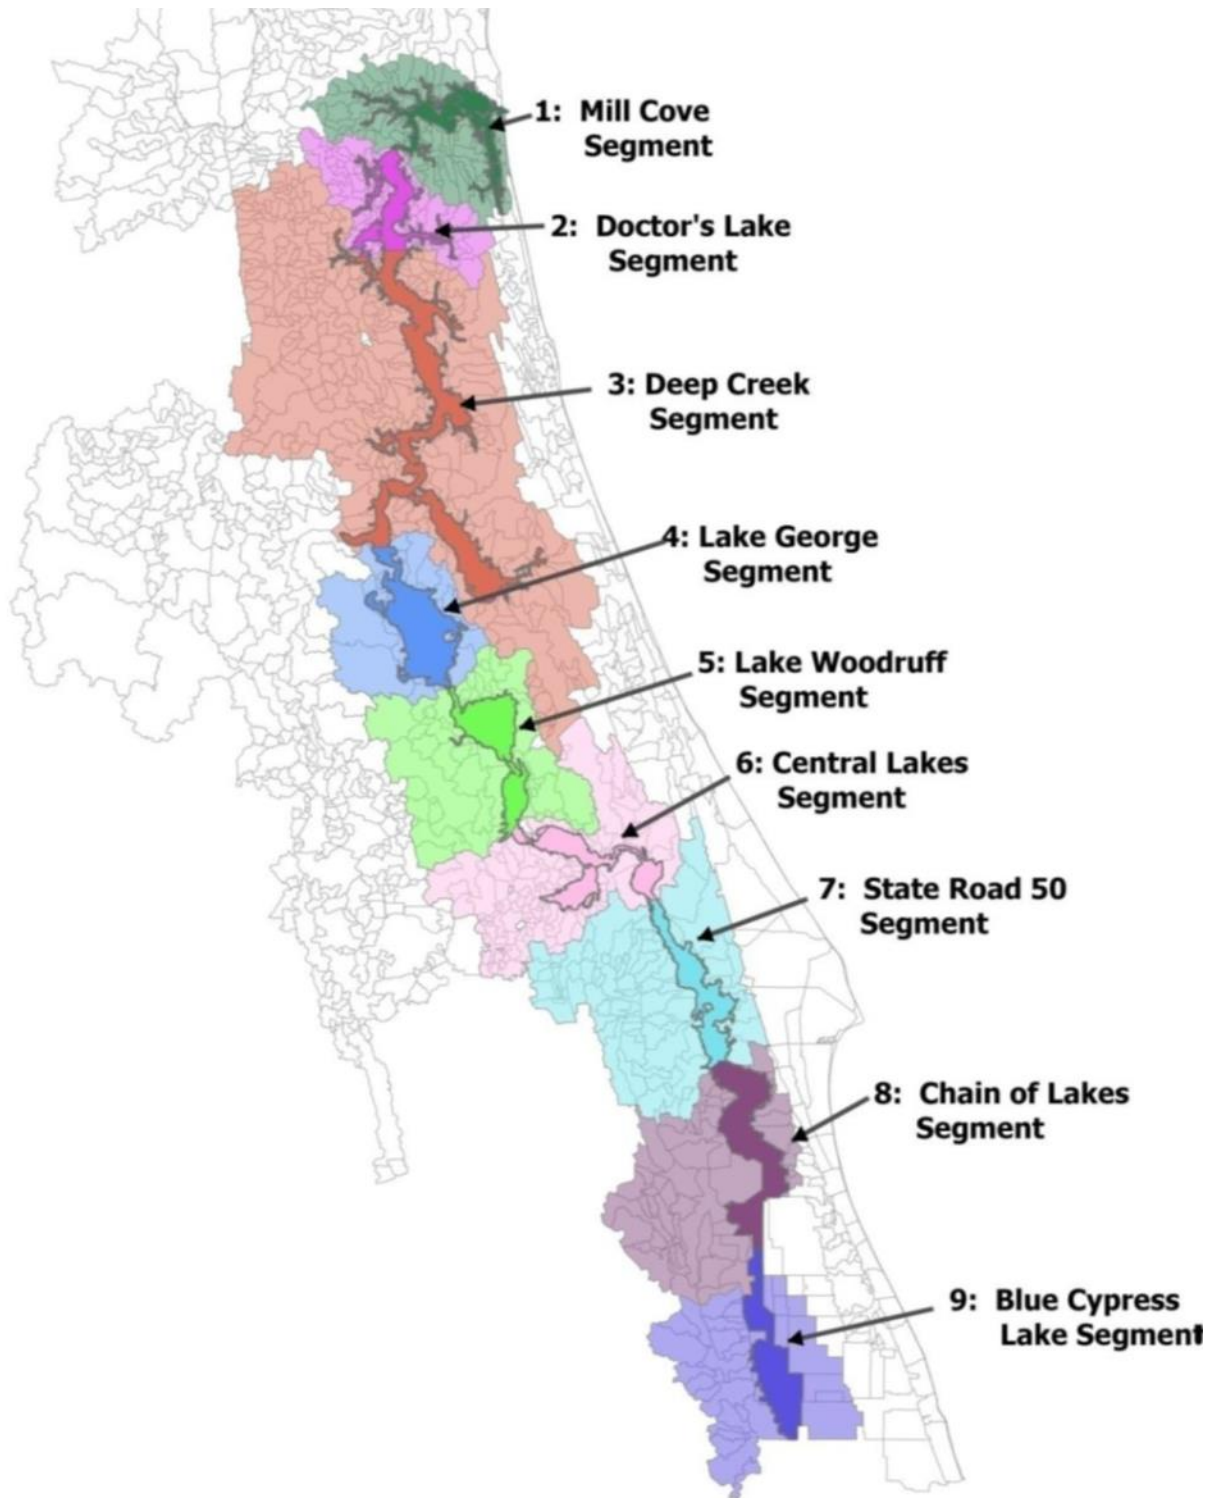 1: Mill Cove
Segment
2: Doctor's Lake
Segment
3: Deep Creek
Segment
4: Lake George
Segment
5: Lake Woodruff
Segment
6: Central Lakes
Segment
7: State Road 50
Segment
8: Chain of Lakes
Segment
9: Blue Cypress
Lake Segment